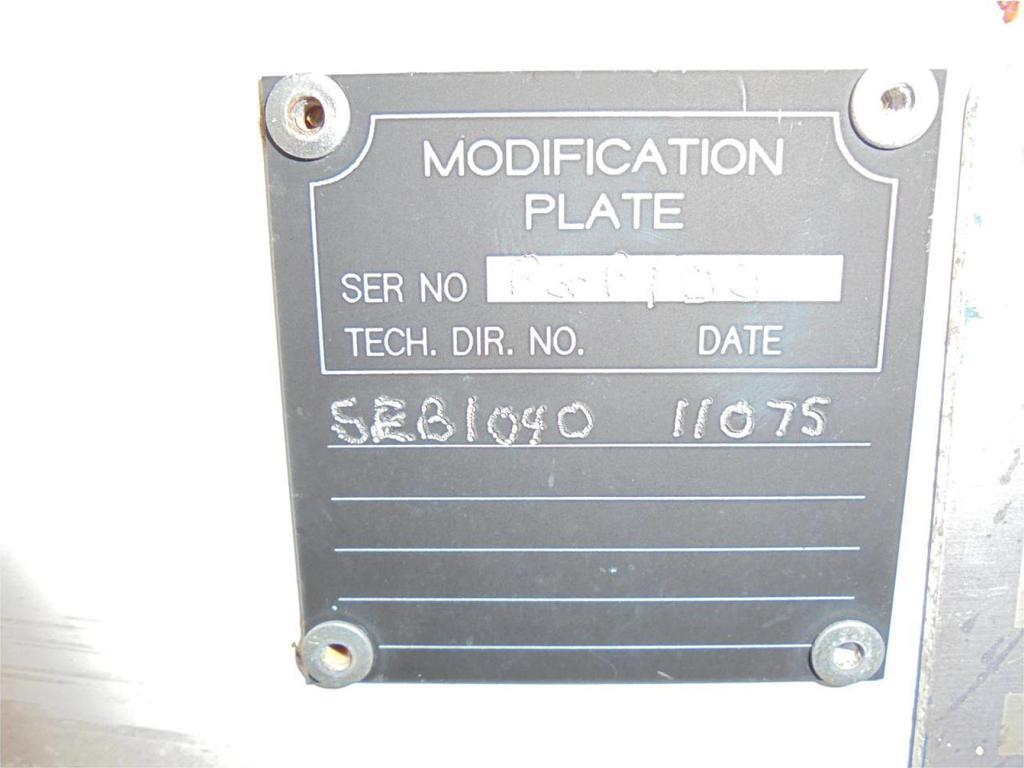 MODIFICATION
PLATE
SER NO
TECH. DIR. NO. DATE
SEB1040 11075